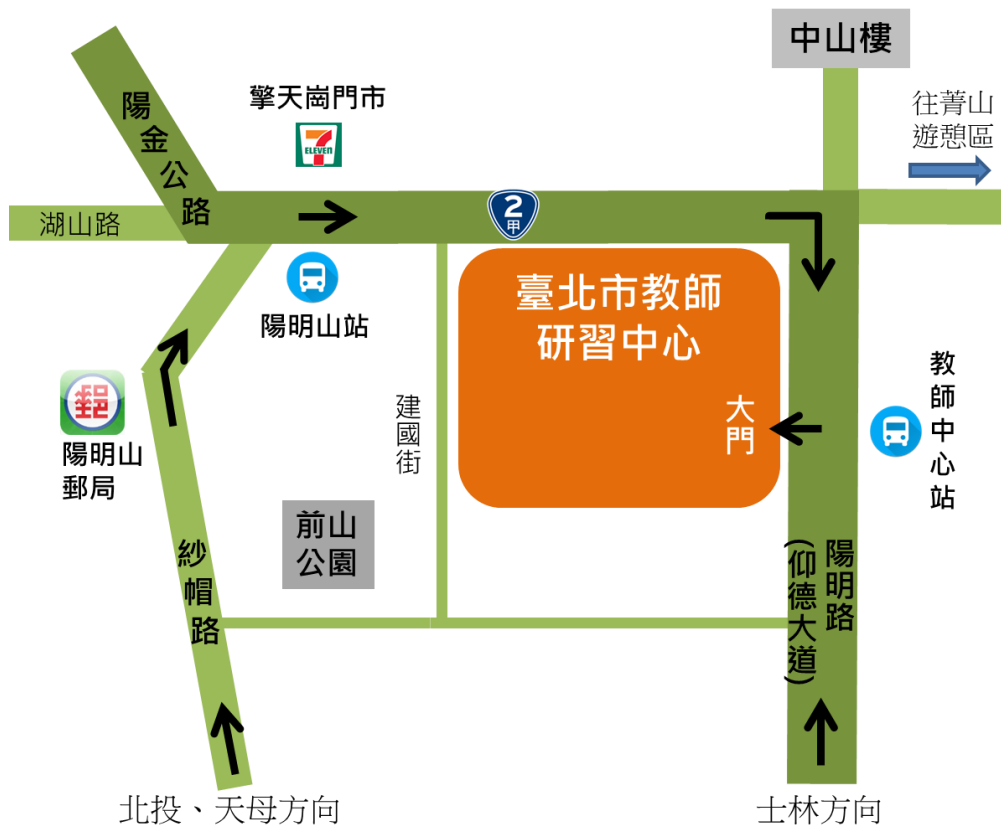 中山樓
陽金公路
擎天崗門市
7
ELEVEN
往菁山
遊憩區
湖山路
2
甲
陽明山站
臺北市教師
研習中心
大門
教師中心站
郵
陽明山
郵局
建國街
前山
公園
紗帽路
陽明路
(仰德大道)
北投、天母方向
士林方向